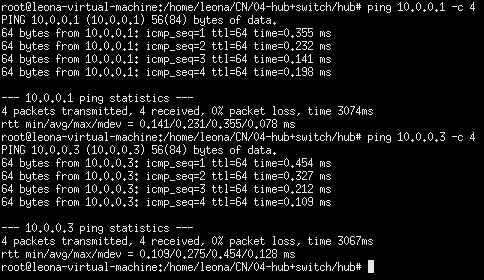 root@leona-virtual-machine:/home/leona/CN/04-hub+switch/hub# ping 10.0.0.1 -c 4
PING 10.0.0.1 (10.0.0.1) 56(84) bytes of data.
64 bytes from 10.0.0.1: icmp_seq=1 ttl=64 time=0.355 ms
64 bytes from 10.0.0.1: icmp_seq=2 ttl=64 time=0.232 ms
64 bytes from 10.0.0.1: icmp_seq=3 ttl=64 time=0.141 ms
64 bytes from 10.0.0.1: icmp_seq=4 ttl=64 time=0.198 ms
--- 10.0.0.1 ping statistics ---
4 packets transmitted, 4 received, 0% packet loss, time 3074ms
rtt min/avg/max/mdev = 0.141/0.231/0.355/0.078 ms
root@leona-virtual-machine:/home/leona/CN/04-hub+switch/hub# ping 10.0.0.3 -c 4
PING 10.0.0.3 (10.0.0.3) 56(84) bytes of data.
64 bytes from 10.0.0.3: icmp_seq=1 ttl=64 time=0.454 ms
64 bytes from 10.0.0.3: icmp_seq=2 ttl=64 time=0.327 ms
64 bytes from 10.0.0.3: icmp_seq=3 ttl=64 time=0.212 ms
64 bytes from 10.0.0.3: icmp_seq=4 ttl=64 time=0.109 ms
--- 10.0.0.3 ping statistics ---
4 packets transmitted, 4 received, 0% packet loss, time 3067ms
rtt min/avg/max/mdev = 0.109/0.275/0.454/0.128 ms
root@leona-virtual-machine:/home/leona/CN/04-hub+switch/hub#